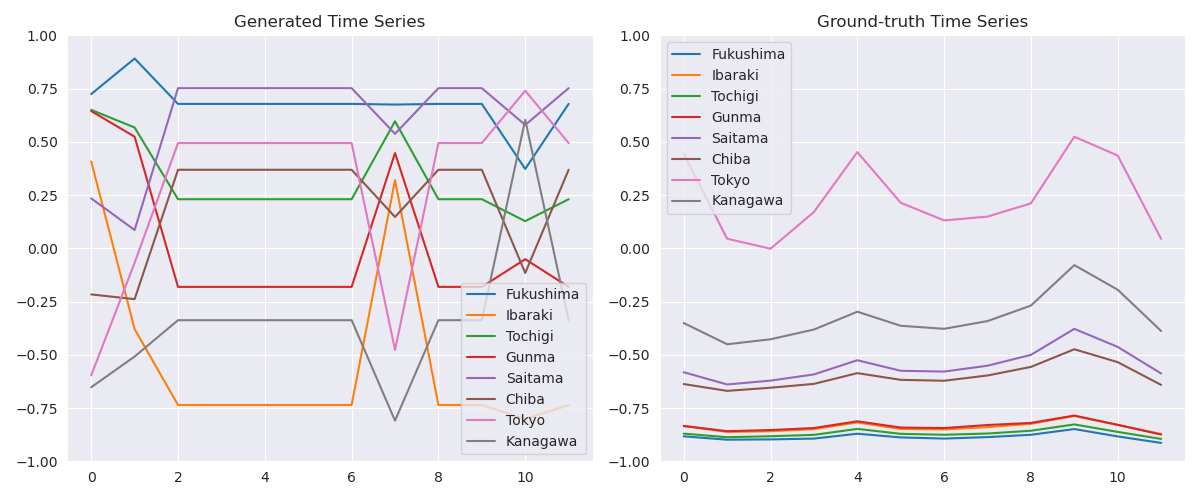 Generated Time Series
1.00
0.75
0.50
0.25
0.00
−0.25
−0.50
−0.75
−1.00
0
2
4
6
8
10
Fukushima
Ibaraki
Tochigi
Gunma
Saitama
Chiba
Tokyo
Kanagawa
Ground-truth Time Series
1.00
0.75
0.50
0.25
0.00
−0.25
−0.50
−0.75
−1.00
0
2
4
6
8
10
Fukushima
Ibaraki
Tochigi
Gunma
Saitama
Chiba
Tokyo
Kanagawa